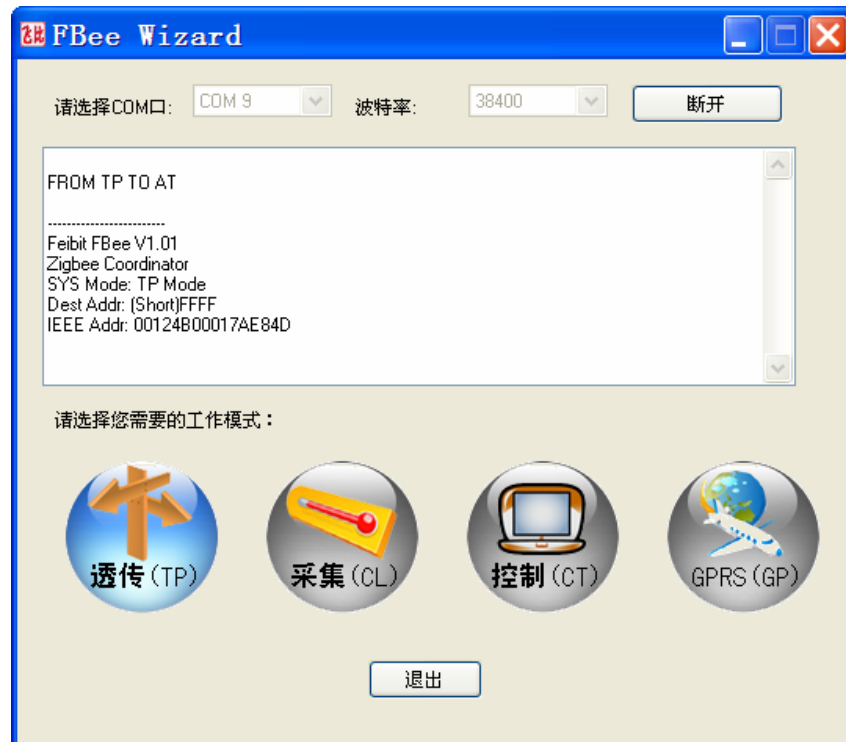 飞比 FBee Wizard
请选择COM口: COM 9 波特率: 38400 断开
FROM TP TO AT
-------------------------
Feibit FBee V1.01
Zigbee Coordinator
SYS Mode: TP Mode
Dest Addr: (Short)FFFF
IEEE Addr: 00124B00017AE84D
请选择您需要的工作模式：
透传(TP) 采集(CL) 控制(CT) GPRS(GP)
退出